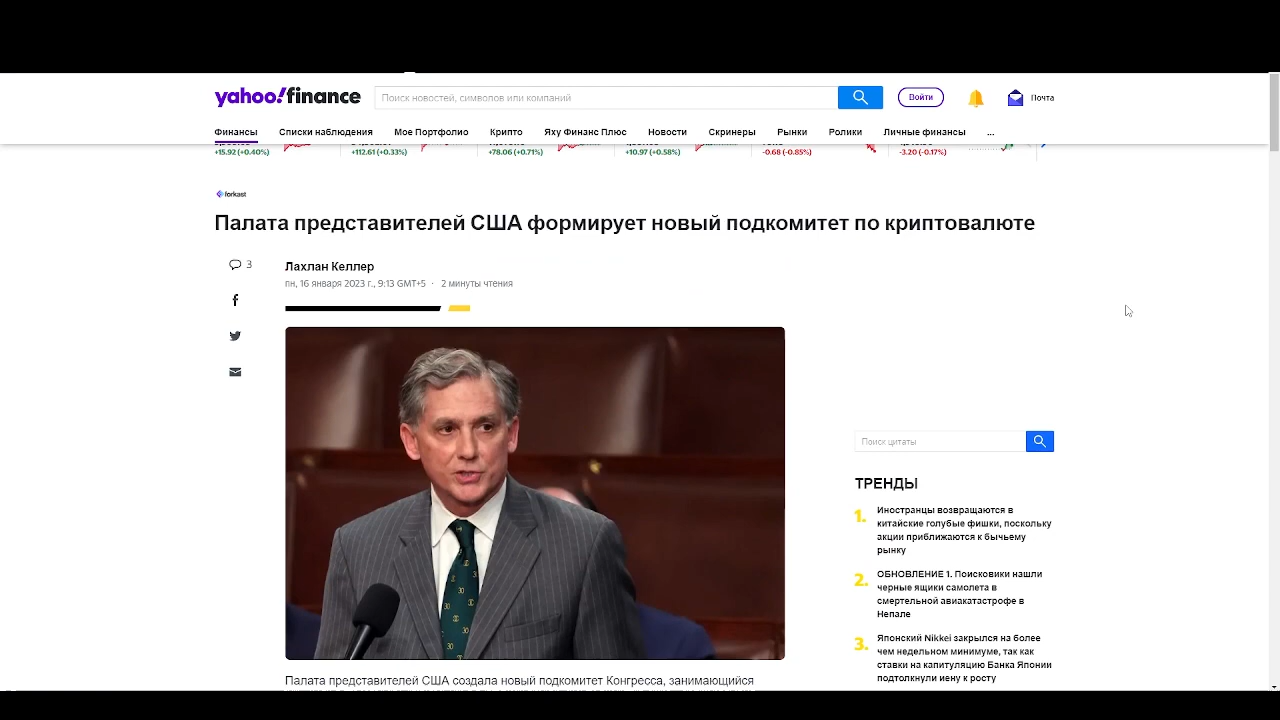 yahoo!finance
Поиск новостей, символов или компаний
Войти
Почта
Финансы Списки наблюдения Мое Портфолио Крипто Яху Финанс Плюс Новости Скринеры Рынки Ролики Личные финансы ...
+15.92 (+0.40%) +112.61 (+0.33%) +78.06 (+0.71%) +10.97 (+0.58%) -0.68 (-0.85%) -3.20 (-0.17%)
forkast
Палата представителей США формирует новый подкомитет по криптовалюте
3
Лахлан Келлер
пн, 16 января 2023 г., 9:13 GMT+5 · 2 минуты чтения
Поиск цитаты
ТРЕНДЫ
1. Иностранцы возвращаются в
китайские голубые фишки, поскольку
акции приближаются к бычьему
рынку
2. ОБНОВЛЕНИЕ 1. Поисковики нашли
черные ящики самолета в
смертельной авиакатастрофе в
Непале
3. Японский Nikkei закрылся на более
чем недельном минимуме, так как
ставки на капитуляцию Банка Японии
подтолкнули иену к росту
Палата представителей США создала новый подкомитет Конгресса, занимающийся